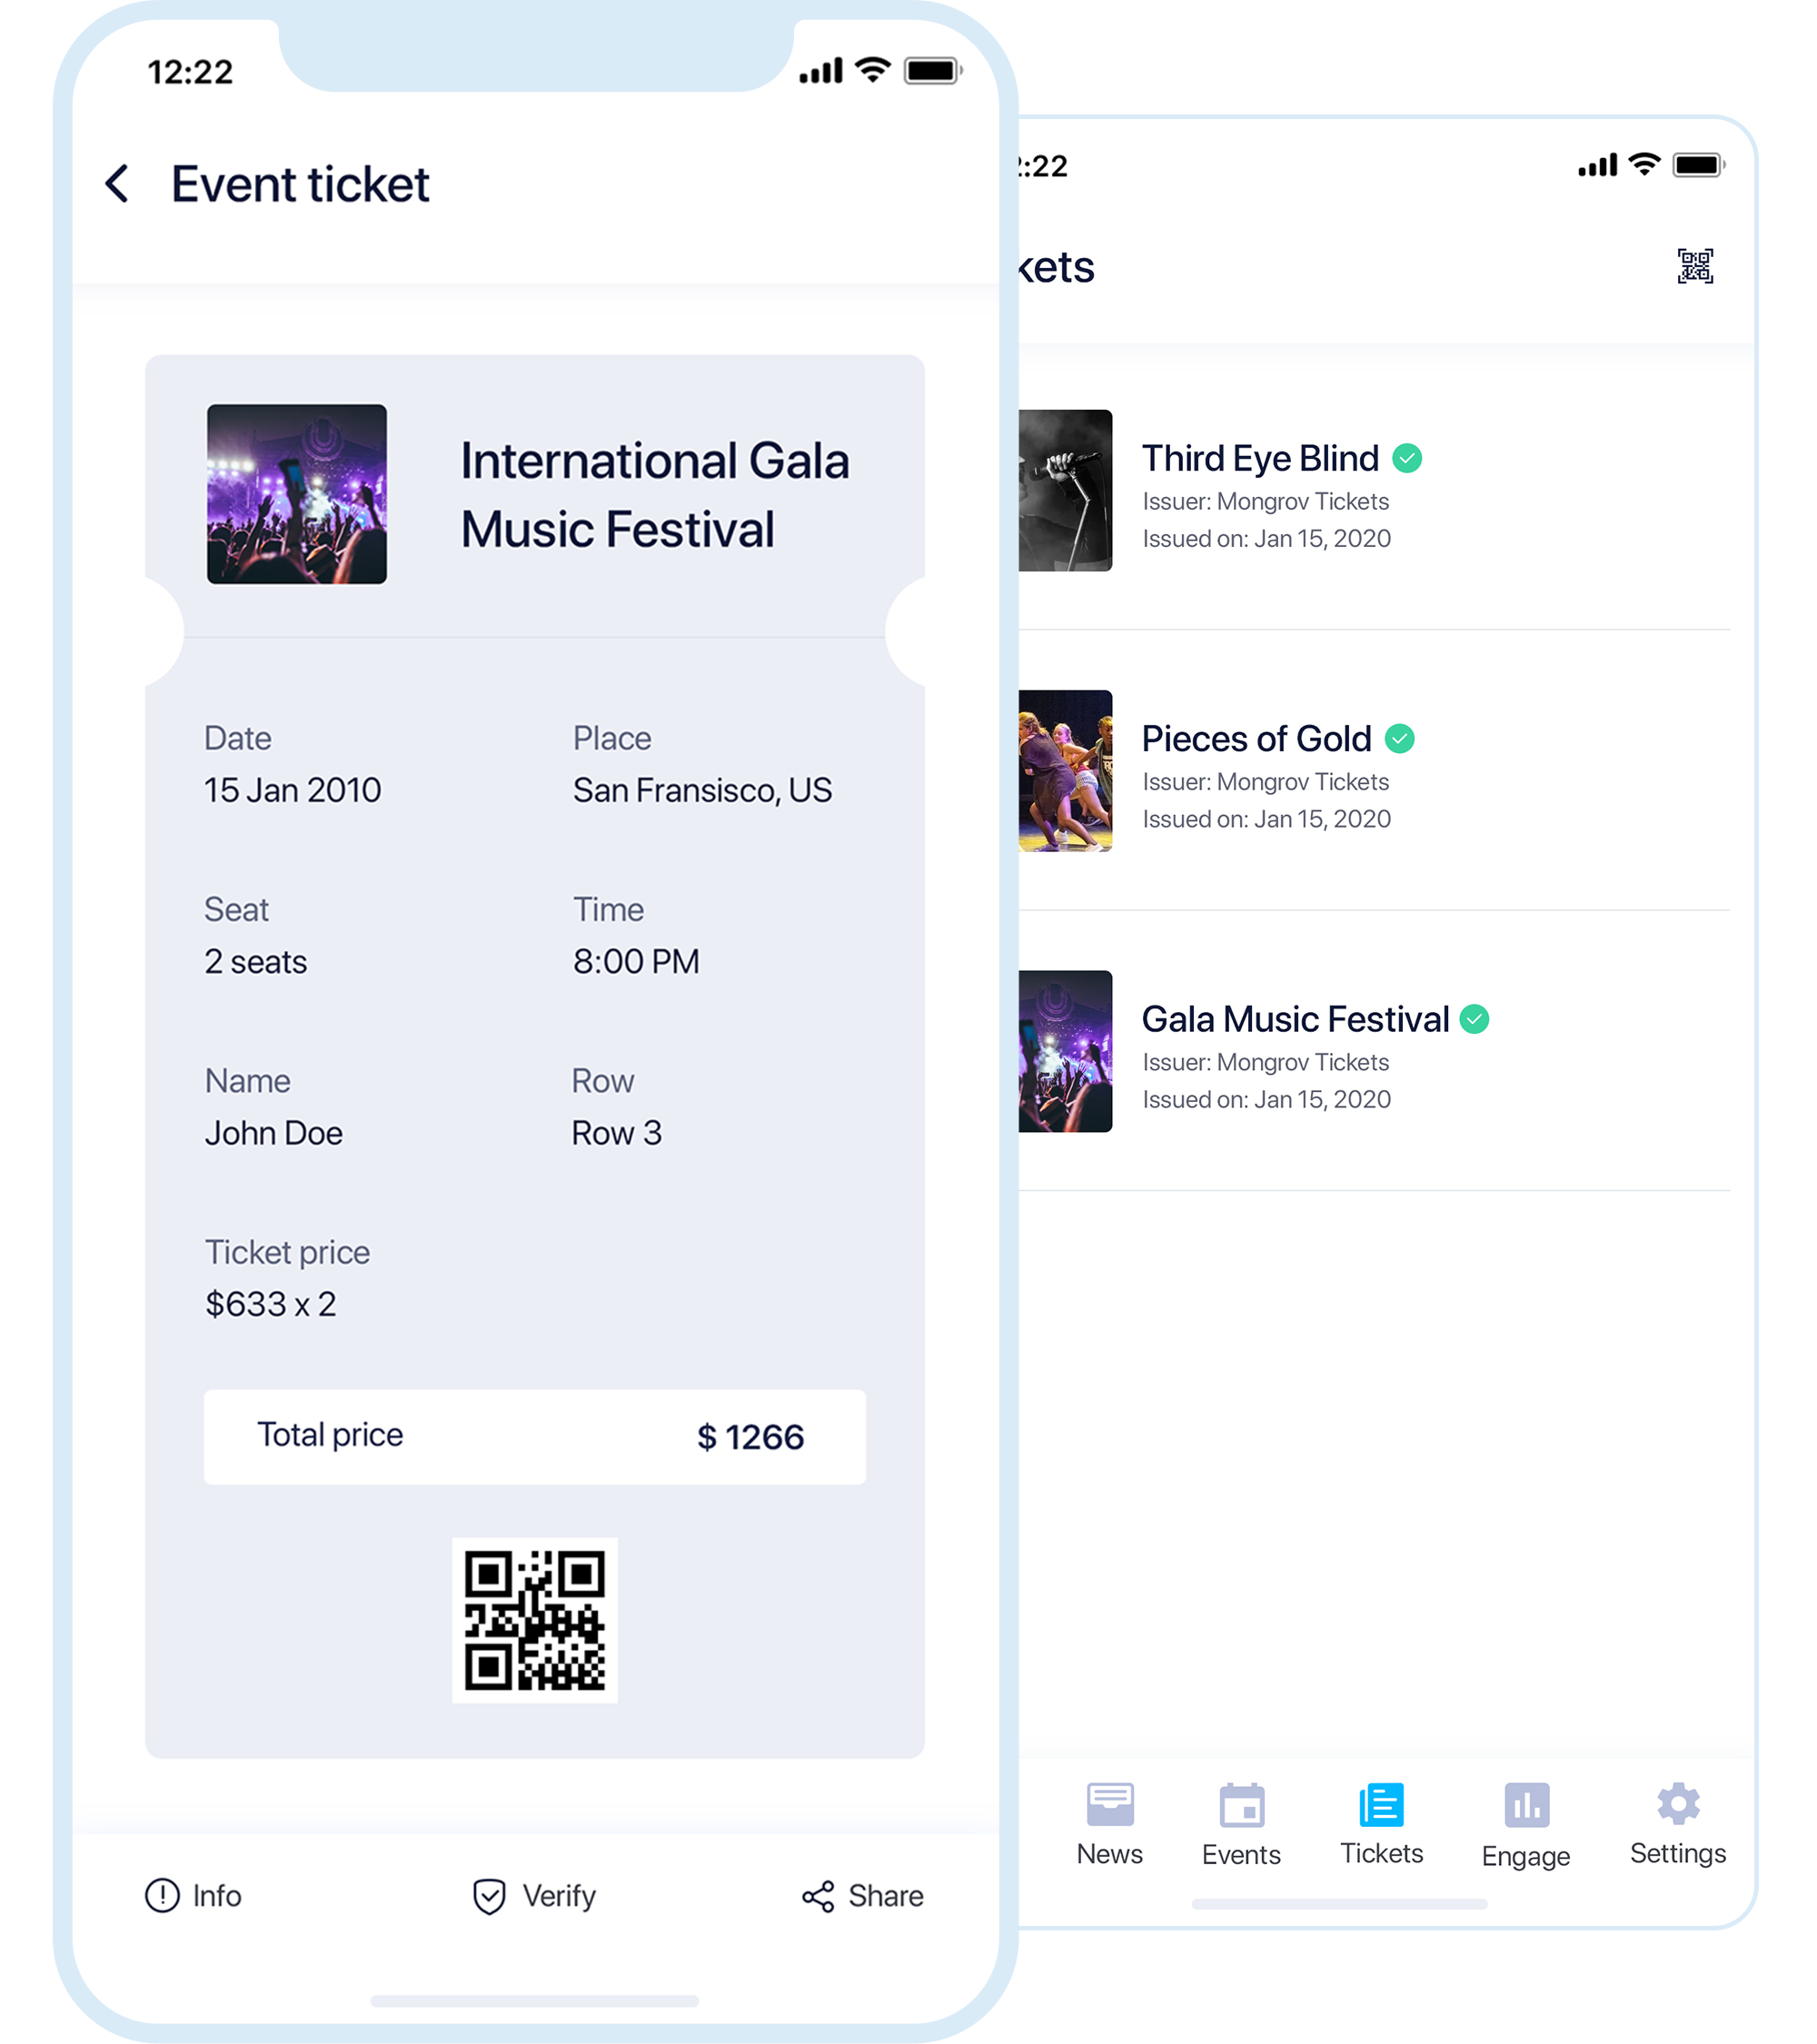 12:22
Event ticket
International Gala
Music Festival
Date
Place
15 Jan 2010
San Fransisco, US
Seat
Time
2 seats
8:00 PM
Name
Row
John Doe
Row 3
Ticket price
$633 x 2
Total price
$ 1266
Info
Verify
Share
:22
kets
Third Eye Blind
Issuer: Mongrov Tickets
Issued on: Jan 15, 2020
Pieces of Gold
Issuer: Mongrov Tickets
Issued on: Jan 15, 2020
Gala Music Festival
Issuer: Mongrov Tickets
Issued on: Jan 15, 2020
News
Events
Tickets
Engage
Settings